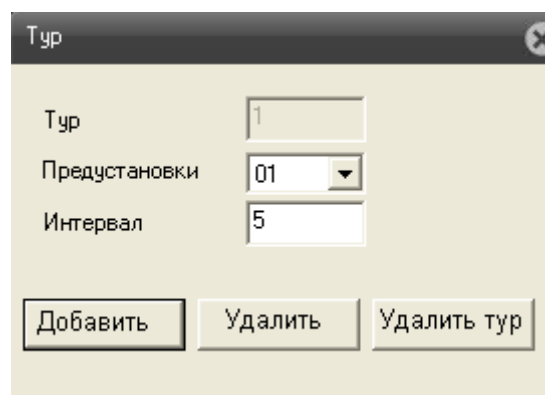 Тур
Тур 1
Предустановки 01
Интервал 5
Добавить Удалить Удалить тур